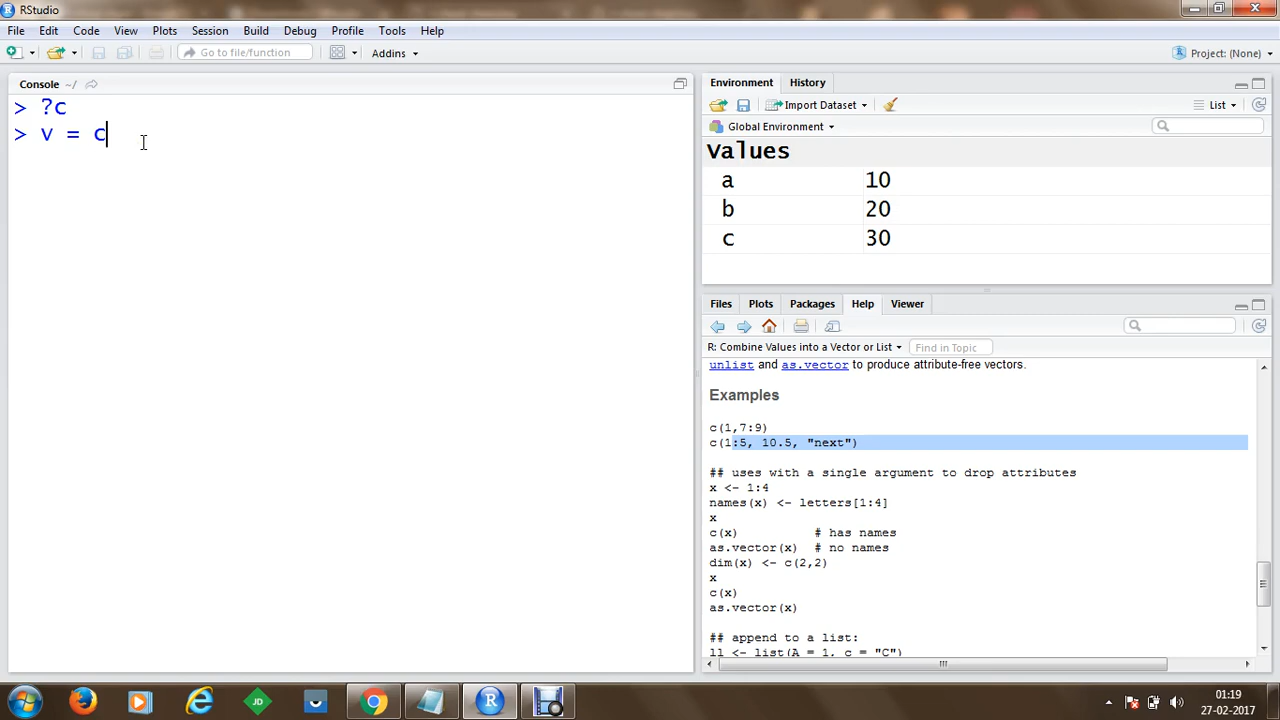 RStudio
File Edit Code View Plots Session Build Debug Profile Tools Help
Go to file/function Addins Project: (None)
Console ~/
> ?c
> v = c
Environment History
Import Dataset List
Global Environment
Values
a 10
b 20
c 30
Files Plots Packages Help Viewer
R: Combine Values into a Vector or List Find in Topic
unlist and as.vector to produce attribute-free vectors.
Examples
c(1,7:9)
c(1:5, 10.5, "next")
## uses with a single argument to drop attributes
x <- 1:4
names(x) <- letters[1:4]
x
c(x) # has names
as.vector(x) # no names
dim(x) <- c(2,2)
x
c(x)
as.vector(x)
## append to a list:
ll <- list(A = 1, c = "C")
JD
R
01:19
27-02-2017